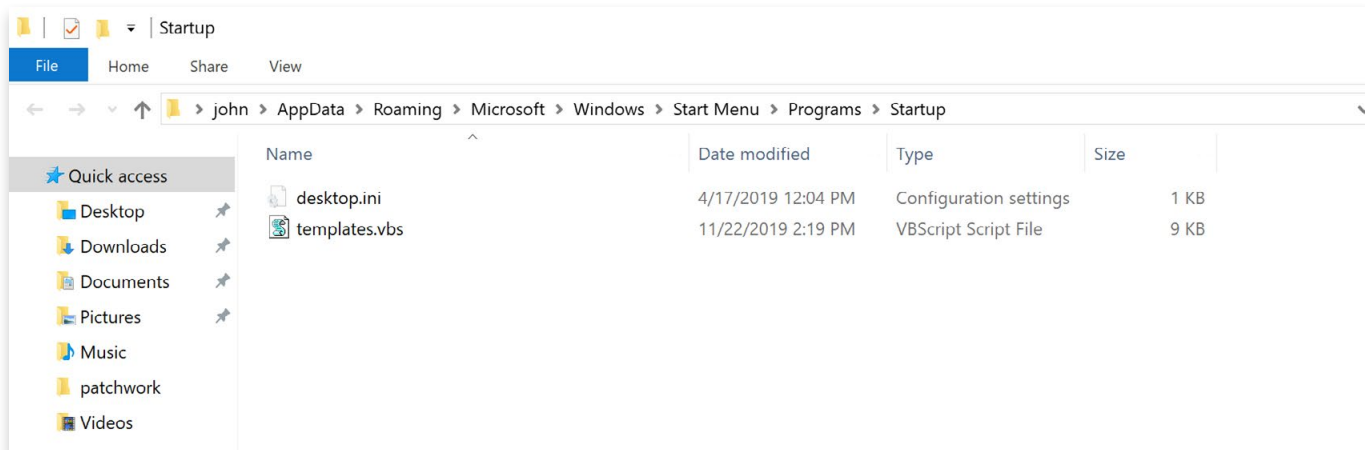 Startup
File Home Share View
john > AppData > Roaming > Microsoft > Windows > Start Menu > Programs > Startup
Name Date modified Type Size
Quick access
desktop.ini 4/17/2019 12:04 PM Configuration settings 1 KB
Desktop
templates.vbs 11/22/2019 2:19 PM VBScript Script File 9 KB
Downloads
Documents
Pictures
Music
patchwork
Videos